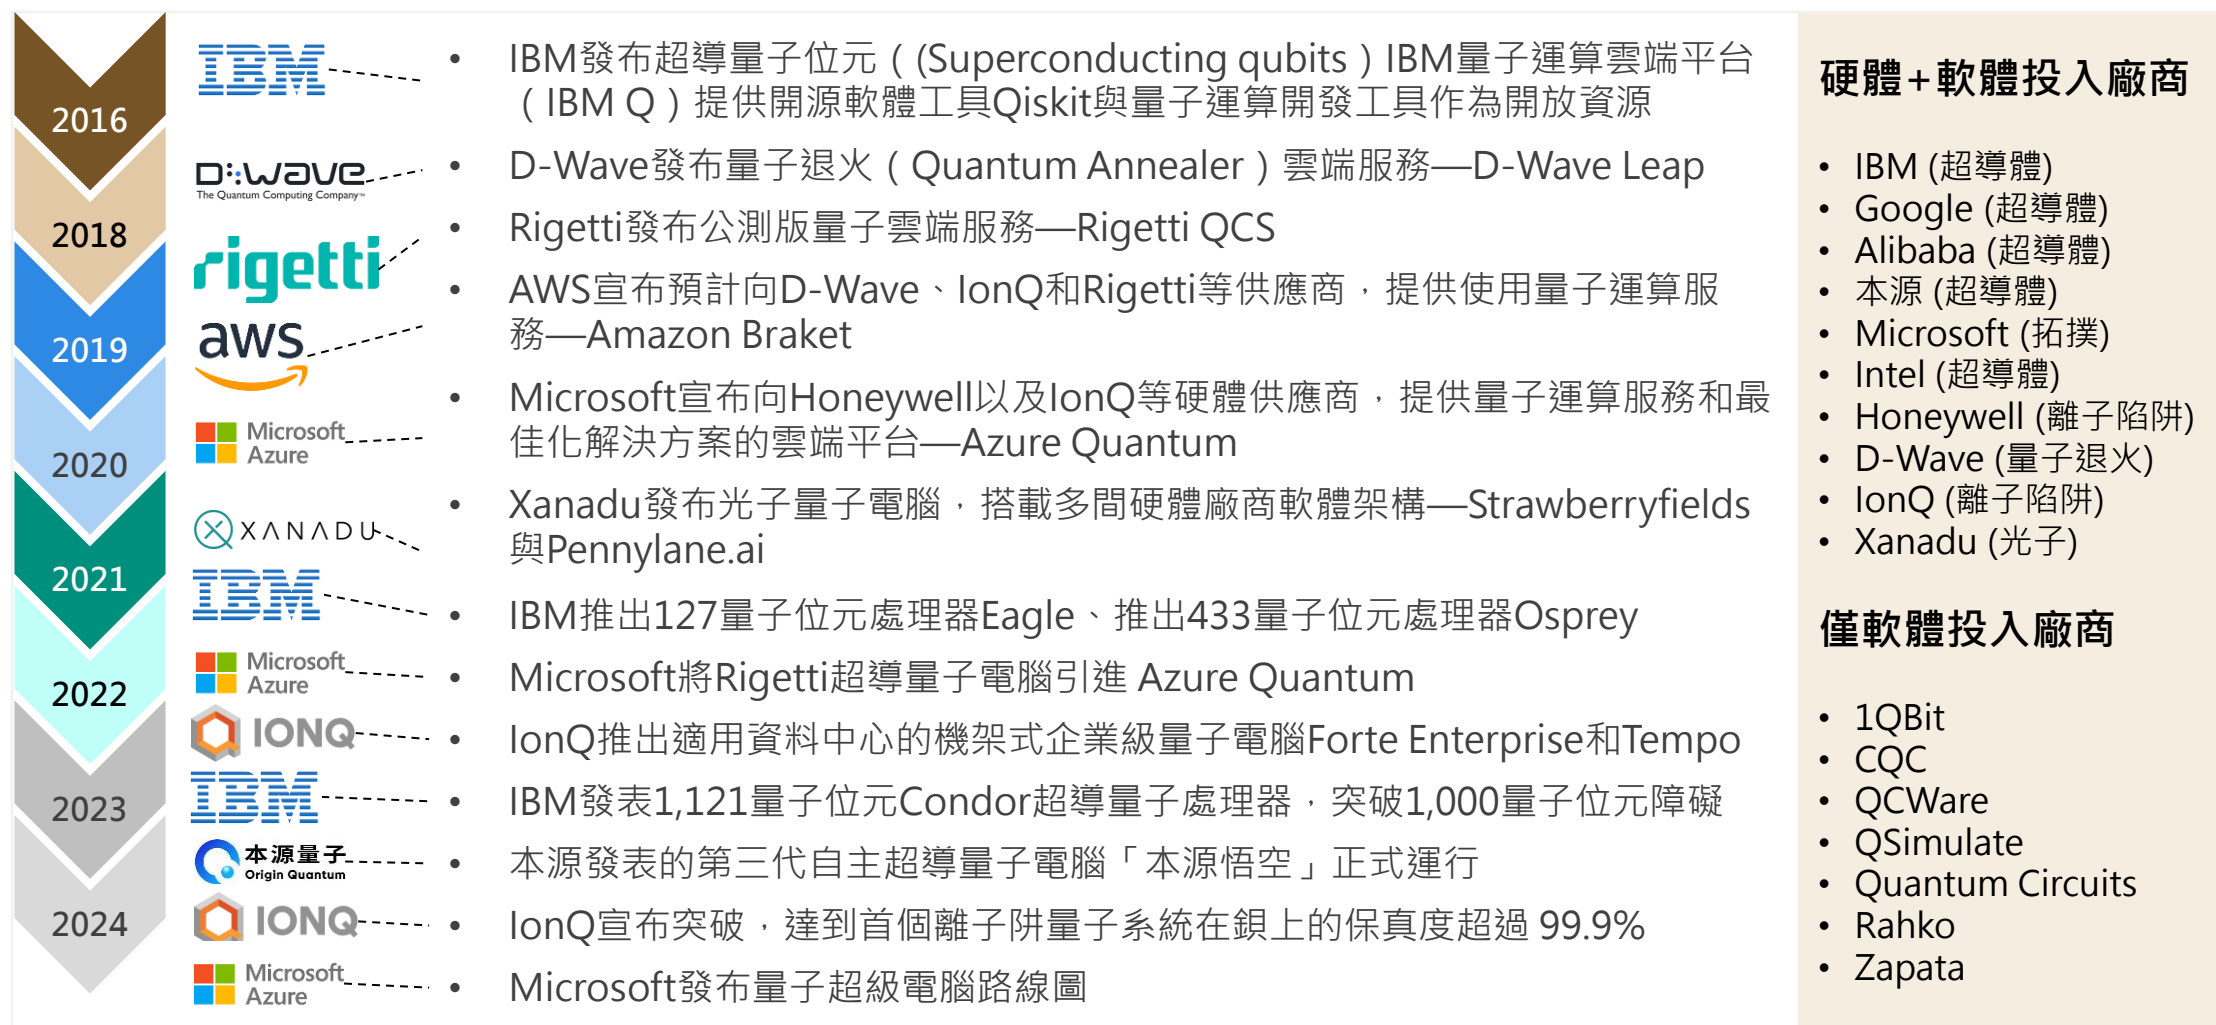 2016
2018
2019
2020
2021
2022
2023
2024
IBM
D:wave
The Quantum Computing Company™
rigetti
aws
Microsoft
Azure
XANADU
IBM
Microsoft
Azure
IONQ
IBM
本源量子
Origin Quantum
IONQ
Microsoft
Azure
• IBM發布超導量子位元（(Superconducting qubits）IBM量子運算雲端平台
（IBM Q）提供開源軟體工具Qiskit與量子運算開發工具作為開放資源
• D-Wave發布量子退火（Quantum Annealer）雲端服務—D-Wave Leap
• Rigetti發布公測版量子雲端服務—Rigetti QCS
• AWS宣布預計向D-Wave、IonQ和Rigetti等供應商，提供使用量子運算服
務—Amazon Braket
• Microsoft宣布向Honeywell以及IonQ等硬體供應商，提供量子運算服務和最
佳化解決方案的雲端平台—Azure Quantum
• Xanadu發布光子量子電腦，搭載多間硬體廠商軟體架構—Strawberryfields
與Pennylane.ai
• IBM推出127量子位元處理器Eagle、推出433量子位元處理器Osprey
• Microsoft將Rigetti超導量子電腦引進 Azure Quantum
• IonQ推出適用資料中心的機架式企業級量子電腦Forte Enterprise和Tempo
• IBM發表1,121量子位元Condor超導量子處理器，突破1,000量子位元障礙
• 本源發表的第三代自主超導量子電腦「本源悟空」正式運行
• IonQ宣布突破，達到首個離子阱量子系統在鋇上的保真度超過 99.9%
• Microsoft發布量子超級電腦路線圖
硬體+軟體投入廠商
• IBM (超導體)
• Google (超導體)
• Alibaba (超導體)
• 本源 (超導體)
• Microsoft (拓撲)
• Intel (超導體)
• Honeywell (離子陷阱)
• D-Wave (量子退火)
• IonQ (離子陷阱)
• Xanadu (光子)
僅軟體投入廠商
• 1QBit
• CQC
• QCWare
• QSimulate
• Quantum Circuits
• Rahko
• Zapata